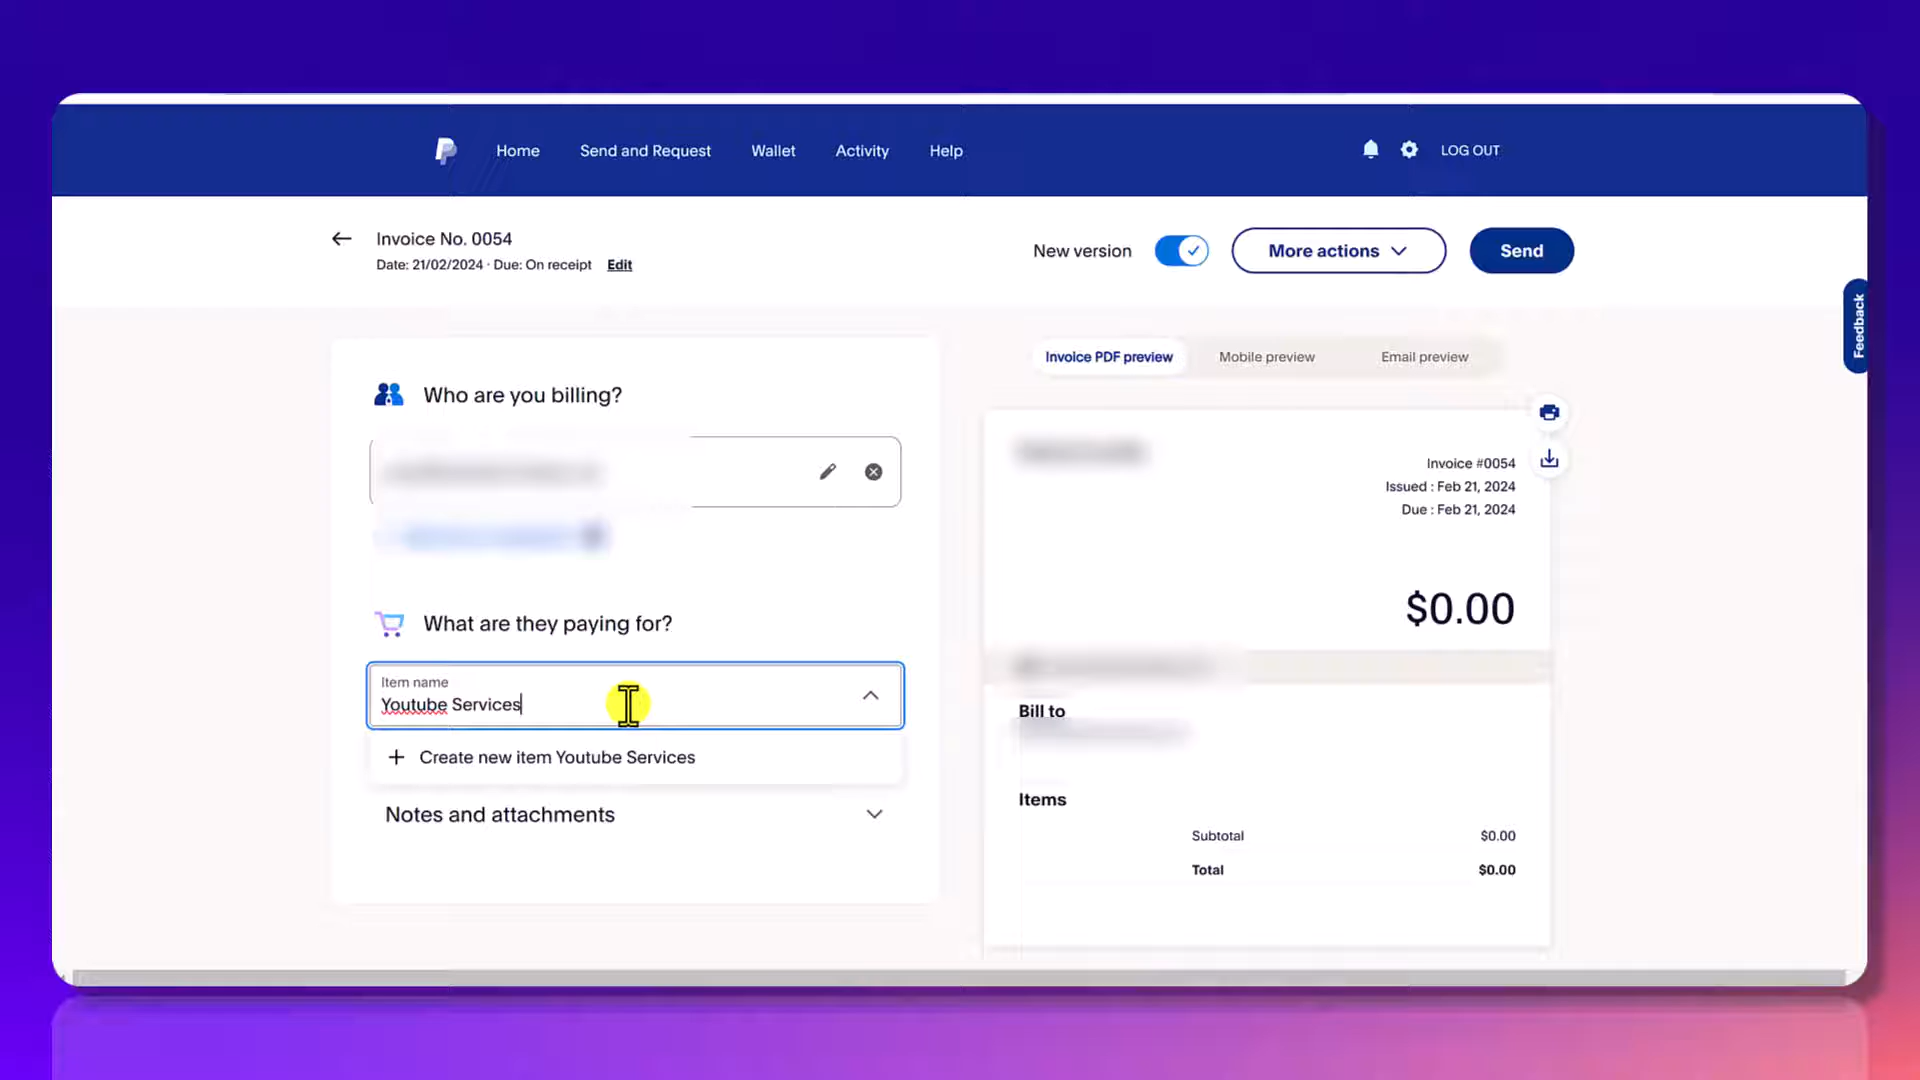 Home Send and Request Wallet Activity Help LOG OUT
Invoice No. 0054
Date: 21/02/2024 · Due: On receipt Edit
New version More actions Send
Feedback
Who are you billing?
What are they paying for?
Item name
Youtube Services
+ Create new item Youtube Services
Notes and attachments
Invoice PDF preview Mobile preview Email preview
Invoice #0054
Issued : Feb 21, 2024
Due : Feb 21, 2024
$0.00
Bill to
Items
Subtotal $0.00
Total $0.00